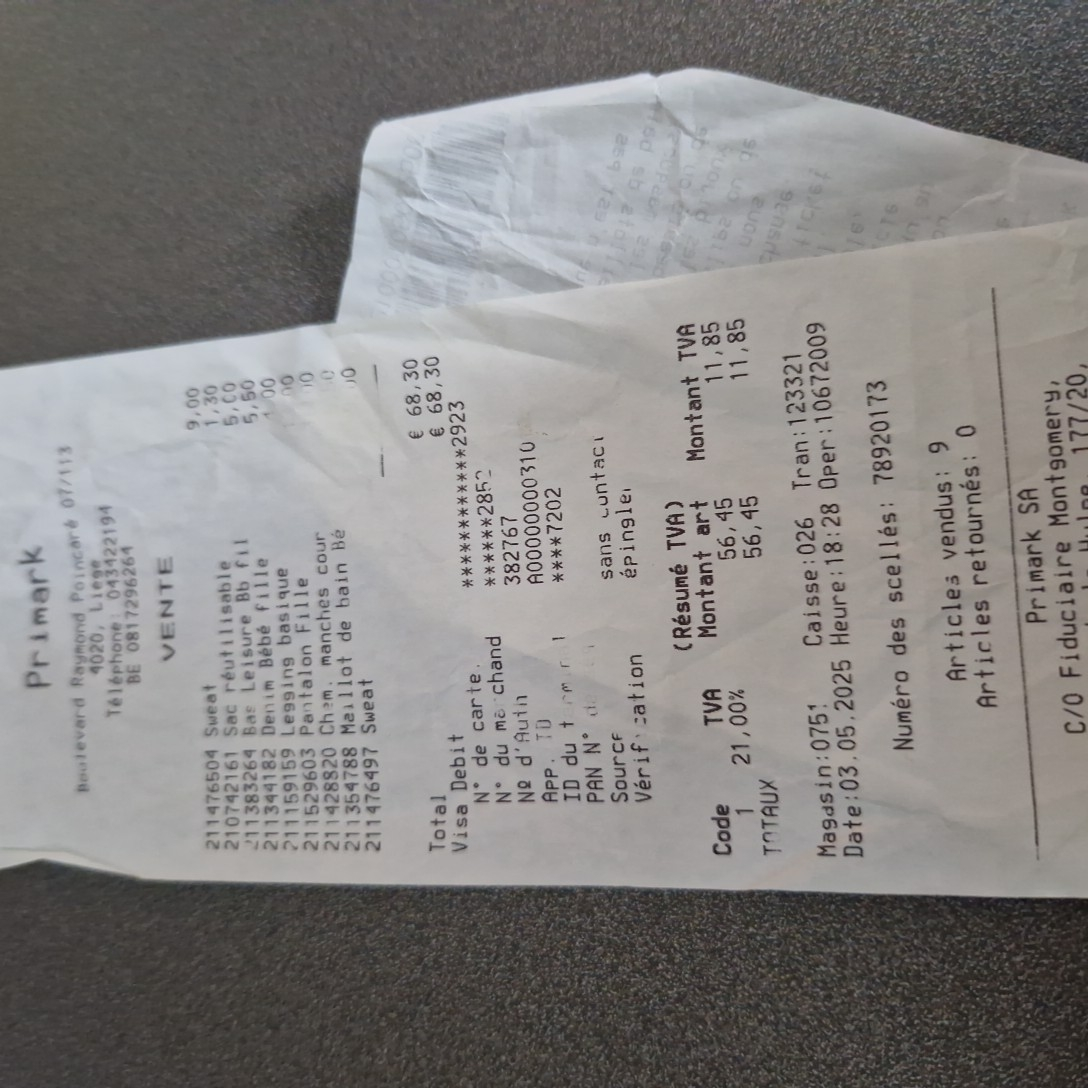 Primark
Boulevard Raymond Poincaré 07/113
4020, Liege
Téléphone: 043422194
BE 0817296264
VENTE
211476504 Sweat 9,00
210742161 Sac réutilisable 1,30
211383264 Bas Leisure Bb fil 5,00
211344182 Denim Bébé fille 5,50
211159159 Legging basique
211529603 Pantalon Fille
211428820 Chem. manches cour
211354788 Maillot de bain Bé
211476497 Sweat
Total € 68,30
Visa Debit € 68,30
N° de carte. ************2923
N° du marchand
Nº d'Autn 382767
APP. ID A0000000310
ID du ****7202
PAN N°
Source sans contact
Vérification épingler
(Résumé TVA)
Code TVA Montant art Montant TVA
1 21,00% 56,45 11,85
TOTAUX 56,45 11,85
Magasin:0751 Caisse:026 Tran:123321
Date:03.05.2025 Heure:18:28 Oper:10672009
Numéro des scellés: 78920173
Articles vendus: 9
Articles retournés: 0
Primark SA
C/O Fiduciaire Montgomery,
177/20,